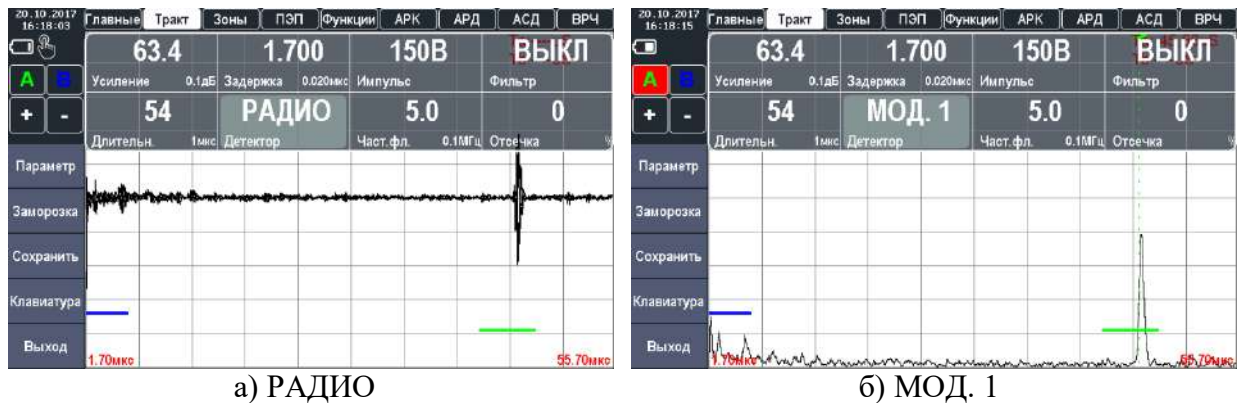 20.10.2017
16:18:03
Главные Тракт Зоны ПЭП Функции АРК АРД АСД ВРЧ
63.4 1.700 150В ВЫКЛ
A B
Усиление 0.1дБ Задержка 0.020мкс Импульс Фильтр
+ - 54 РАДИО 5.0 0
Длительн. 1мкс Детектор Част.фл. 0.1МГц Отсечка %
Параметр
Заморозка
Сохранить
Клавиатура
Выход
1.70мкс 55.70мкс
а) РАДИО
20.10.2017
16:18:15
Главные Тракт Зоны ПЭП Функции АРК АРД АСД ВРЧ
63.4 1.700 150В ВЫКЛ
A B
Усиление 0.1дБ Задержка 0.020мкс Импульс Фильтр
+ - 54 МОД. 1 5.0 0
Длительн. 1мкс Детектор Част.фл. 0.1МГц Отсечка %
Параметр
Заморозка
Сохранить
Клавиатура
Выход
1.70мкс 55.70мкс
б) МОД. 1